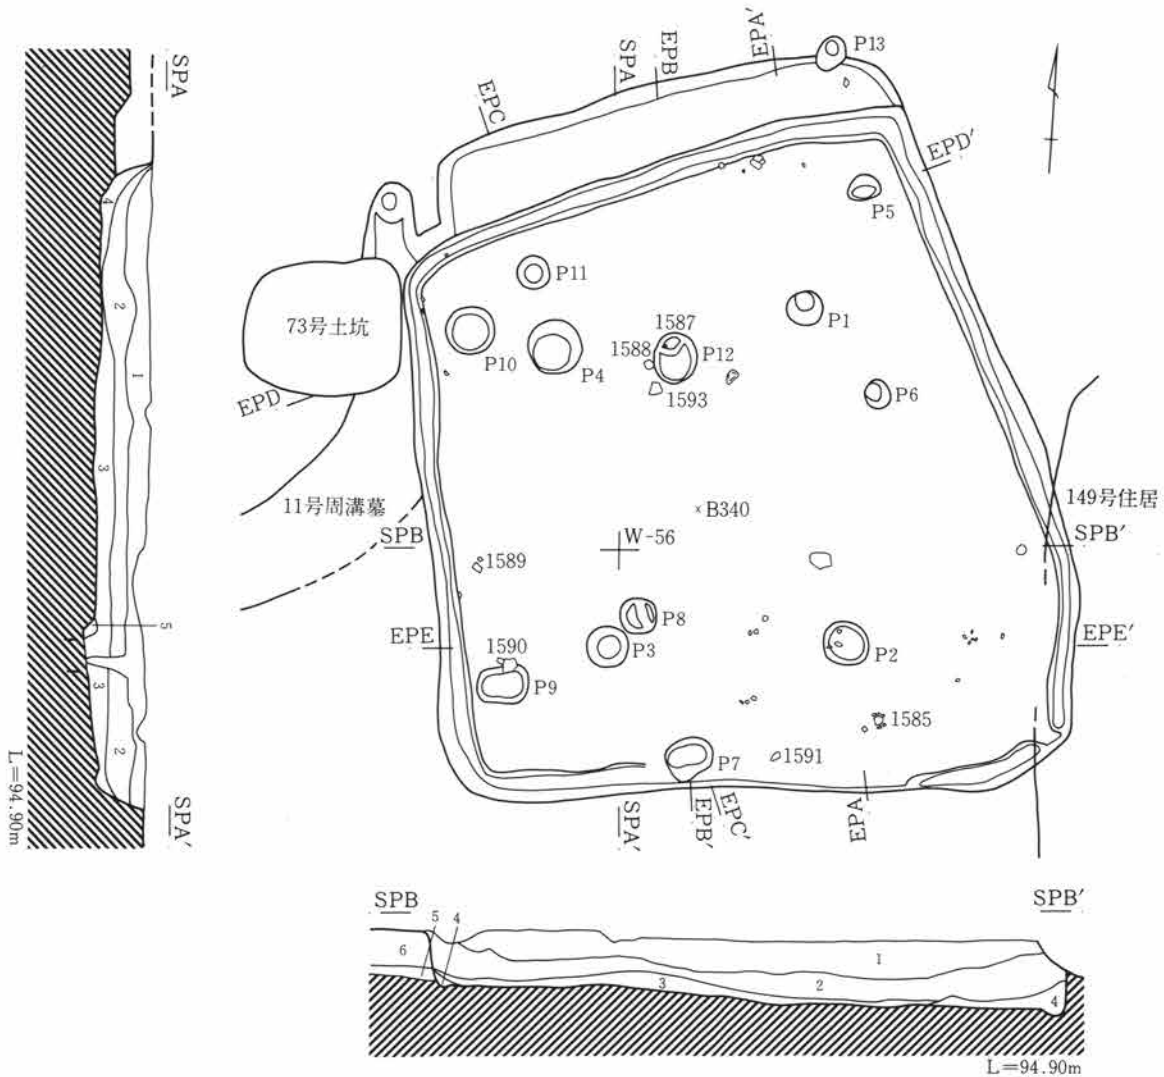 EPA′
P13
EPB
SPA
EPC
SPA
EPD′
P5
4
P11
2
73号土坑
1587
P1
1588
P12
1
P10
P4
1593
P6
EPD
3
11号周溝墓
149号住居
SPB
B340
SPB′
W-56
1589
P8
5
EPE
P3
P2
EPE′
1590
P9
3
1585
2
P7
1591
L=94.90m
SPA′
SPA′
EPB′
EPC′
EPA
SPB
SPB′
5 4
6
1
3
2
4
L=94.90m